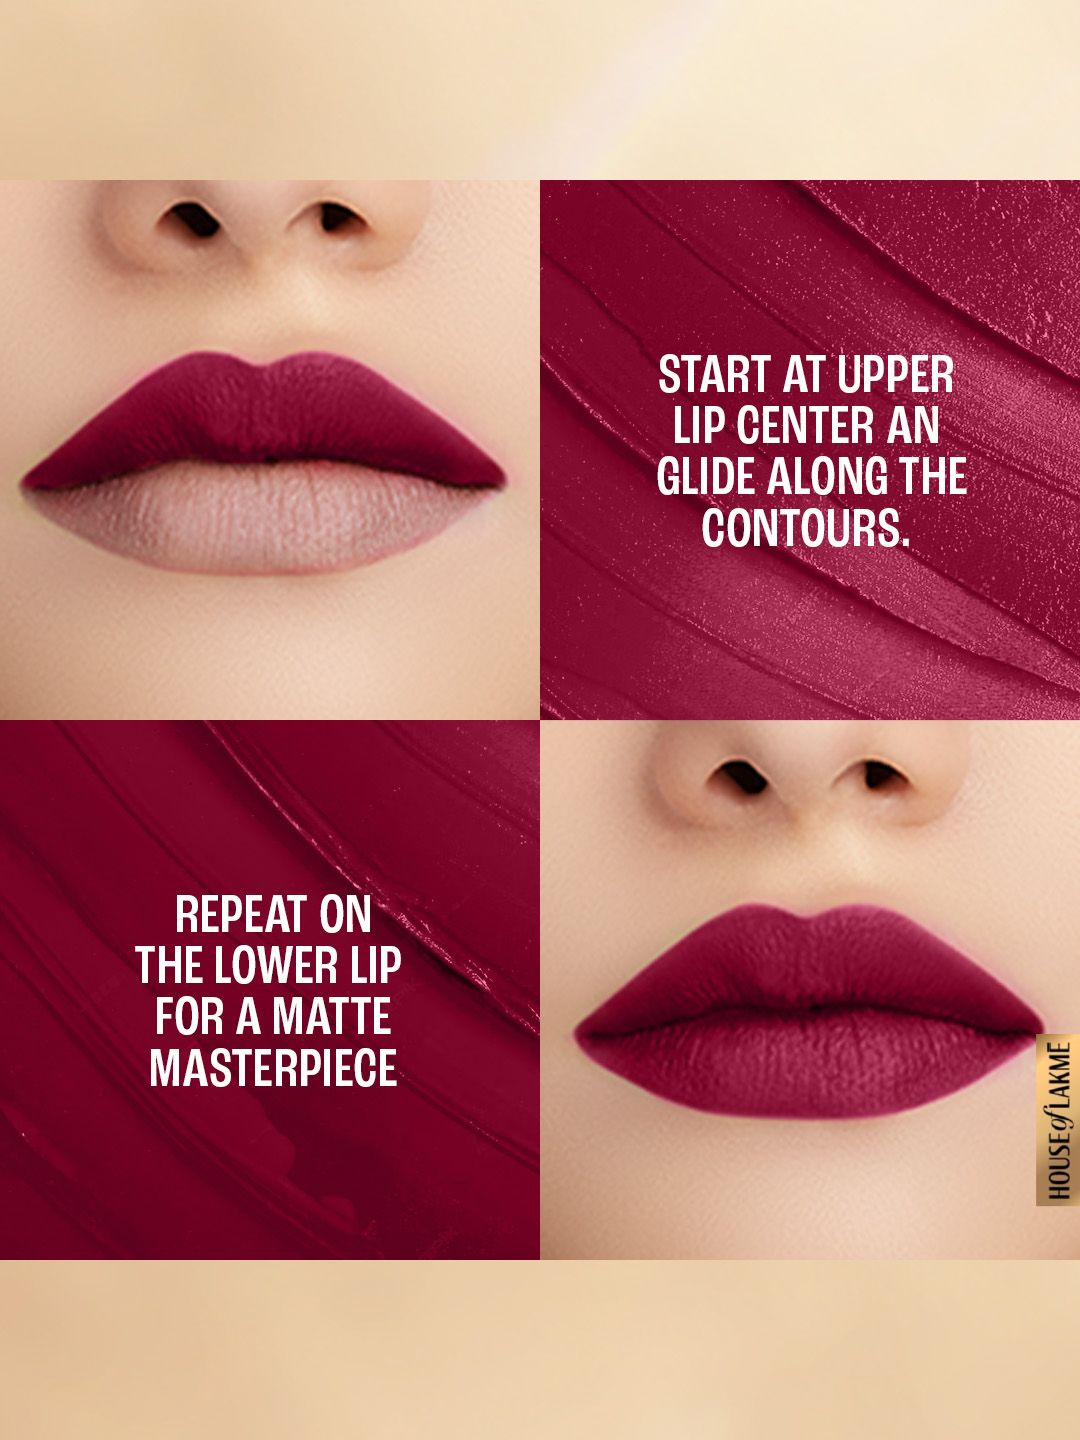 START AT UPPER
LIP CENTER AN
GLIDE ALONG THE
CONTOURS.
REPEAT ON
THE LOWER LIP
FOR A MATTE
MASTERPIECE
HOUSE of LAKMĒ